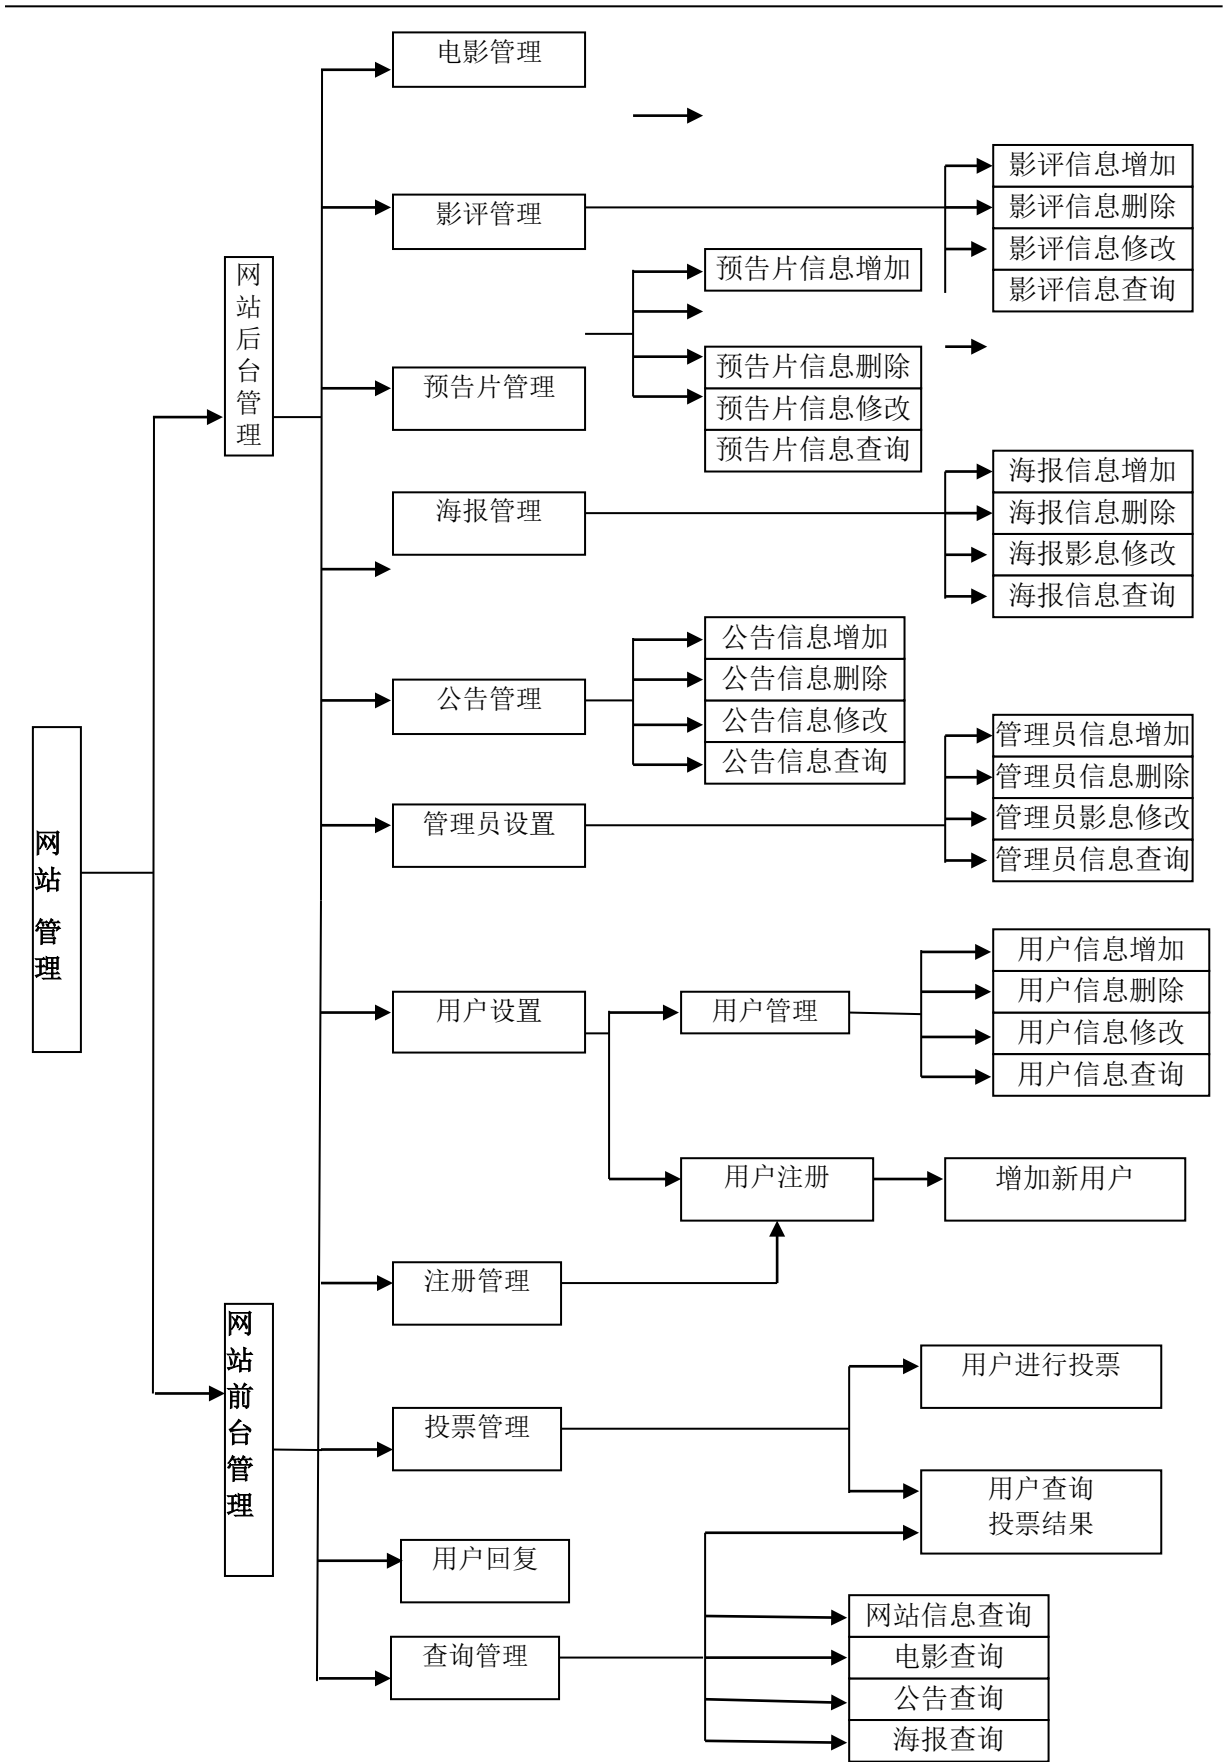 电影管理
影评信息增加
影评信息删除
影评管理
影评信息修改
预告片信息增加
影评信息查询
网站后台管理
预告片信息删除
预告片管理
预告片信息修改
预告片信息查询
海报信息增加
海报管理
海报信息删除
海报影息修改
海报信息查询
公告信息增加
公告信息删除
公告管理
公告信息修改
公告信息查询
管理员信息增加
管理员信息删除
管理员设置
管理员影息修改
管理员信息查询
网站 管理
用户信息增加
用户信息删除
用户设置
用户管理
用户信息修改
用户信息查询
用户注册
增加新用户
注册管理
网站前台管理
用户进行投票
投票管理
用户查询
投票结果
用户回复
网站信息查询
查询管理
电影查询
公告查询
海报查询